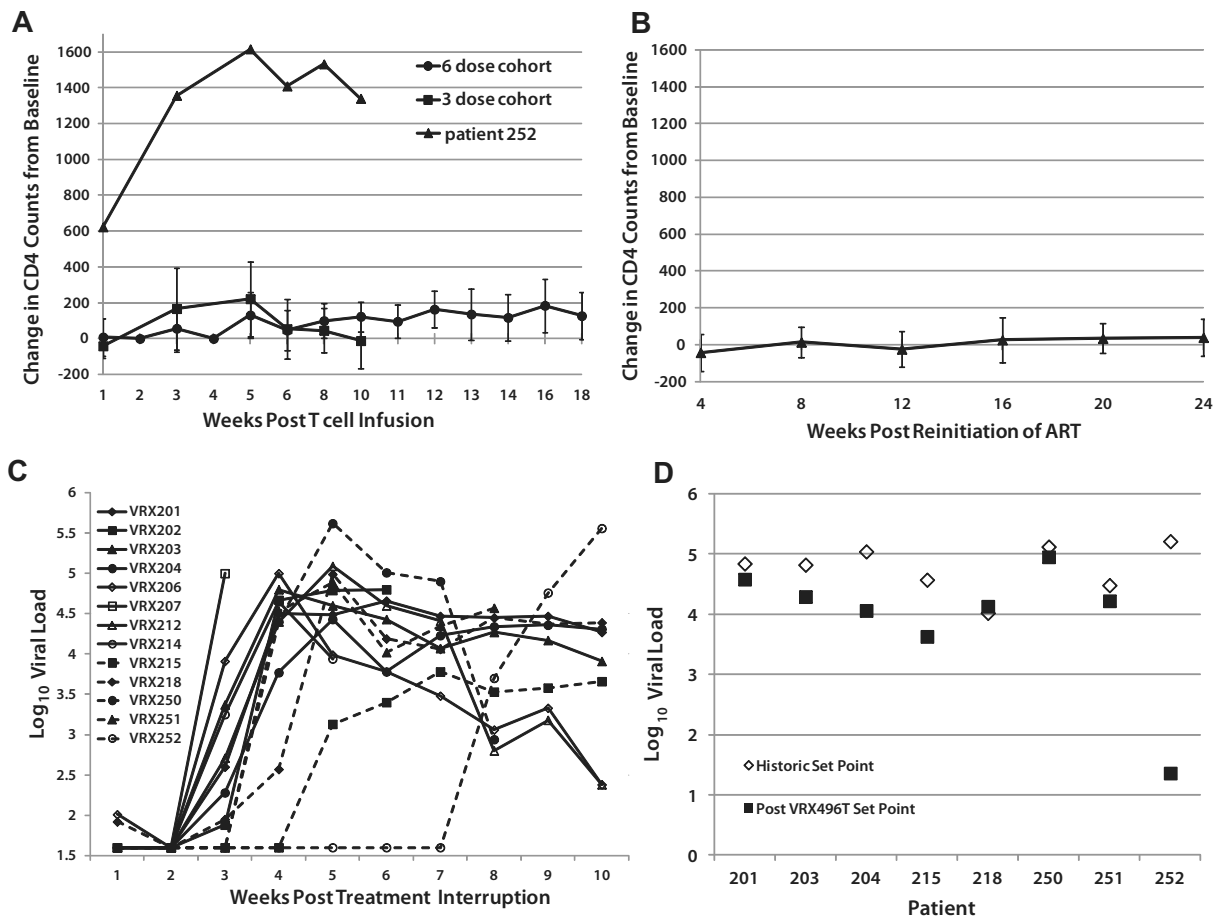 A
Change in CD4 Counts from Baseline
1600
1400
1200
1000
800
600
400
200
0
-200
6 dose cohort
3 dose cohort
patient 252
1 2 3 4 5 6 8 10 11 12 13 14 16 18
Weeks Post T cell Infusion
B
Change in CD4 Counts from Baseline
1600
1400
1200
1000
800
600
400
200
0
-200
4 8 12 16 20 24
Weeks Post Reinitiation of ART
C
Log10 Viral Load
6
5.5
5
4.5
4
3.5
3
2.5
2
1.5
VRX201
VRX202
VRX203
VRX204
VRX206
VRX207
VRX212
VRX214
VRX215
VRX218
VRX250
VRX251
VRX252
1 2 3 4 5 6 7 8 9 10
Weeks Post Treatment Interruption
D
Log10 Viral Load
6
5
4
3
2
1
0
Historic Set Point
Post VRX496T Set Point
201 203 204 215 218 250 251 252
Patient